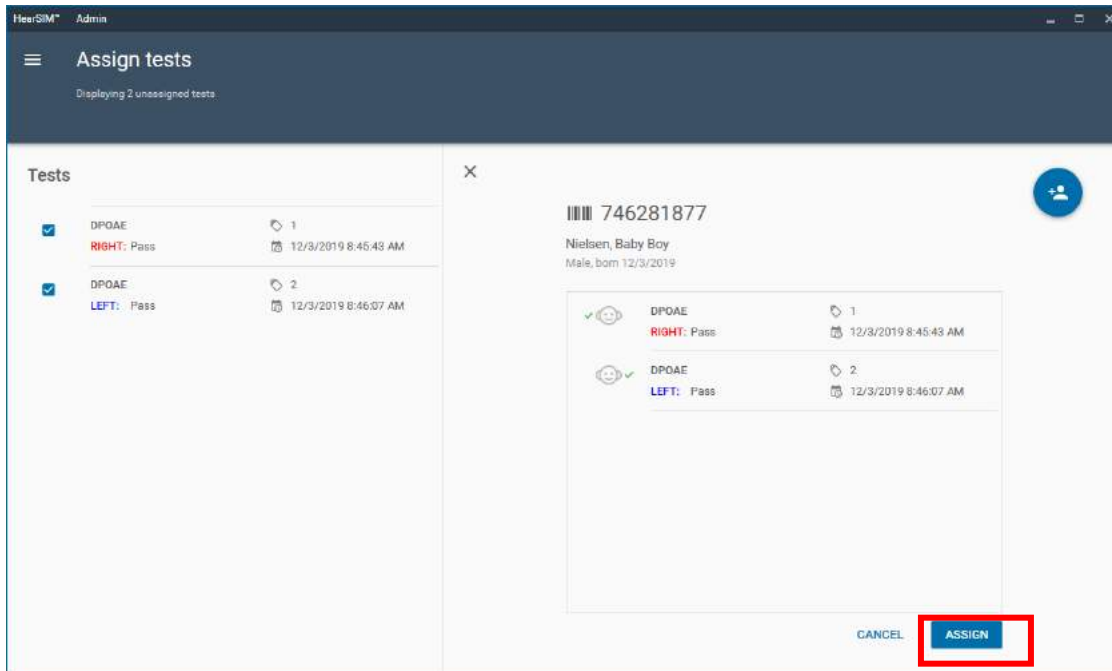 HearSIM™ Admin
Assign tests
Displaying 2 unassigned tests
Tests
DPOAE 1
RIGHT: Pass 12/3/2019 8:45:43 AM
DPOAE 2
LEFT: Pass 12/3/2019 8:46:07 AM
746281877
Nielsen, Baby Boy
Male, born 12/3/2019
DPOAE 1
RIGHT: Pass 12/3/2019 8:45:43 AM
DPOAE 2
LEFT: Pass 12/3/2019 8:46:07 AM
CANCEL ASSIGN